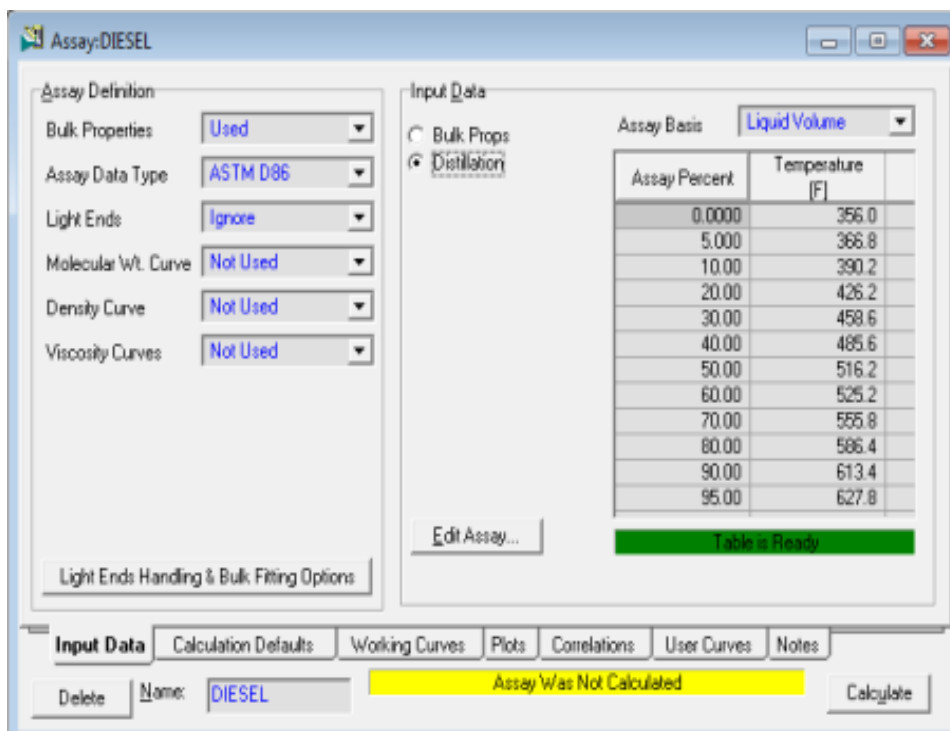 Assay:DIESEL
Assay Definition
Bulk Properties Used
Assay Data Type ASTM D86
Light Ends Ignore
Molecular Wt. Curve Not Used
Density Curve Not Used
Viscosity Curves Not Used
Light Ends Handling & Bulk Fitting Options
Input Data
Bulk Props
Distillation
Assay Basis Liquid Volume
Assay Percent Temperature [F]
0.0000 356.0
5.000 366.8
10.00 390.2
20.00 426.2
30.00 458.6
40.00 485.6
50.00 516.2
60.00 525.2
70.00 555.8
80.00 586.4
90.00 613.4
95.00 627.8
Edit Assay...
Table is Ready
Input Data Calculation Defaults Working Curves Plots Correlations User Curves Notes
Delete Name: DIESEL Assay Was Not Calculated Calculate